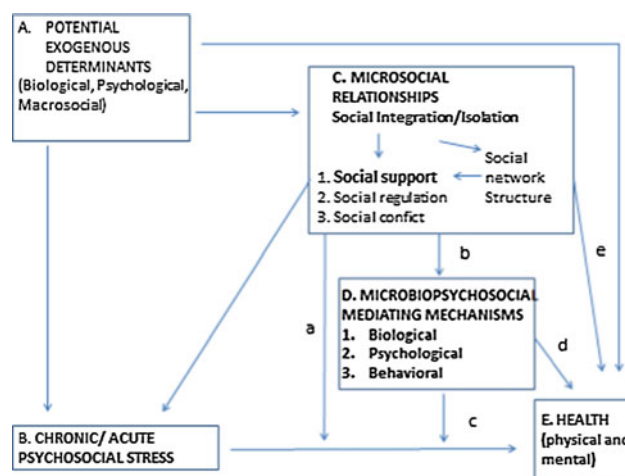 A. POTENTIAL
EXOGENOUS
DETERMINANTS
(Biological, Psychological,
Macrosocial)
C. MICROSOCIAL
RELATIONSHIPS
Social Integration/Isolation
1. Social support
2. Social regulation
3. Social confict
Social
network
Structure
a
b
e
D. MICROBIOPSYCHOSOCIAL
MEDIATING MECHANISMS
1. Biological
2. Psychological
3. Behavioral
d
c
B. CHRONIC/ ACUTE
PSYCHOSOCIAL STRESS
E. HEALTH
(physical and
mental)